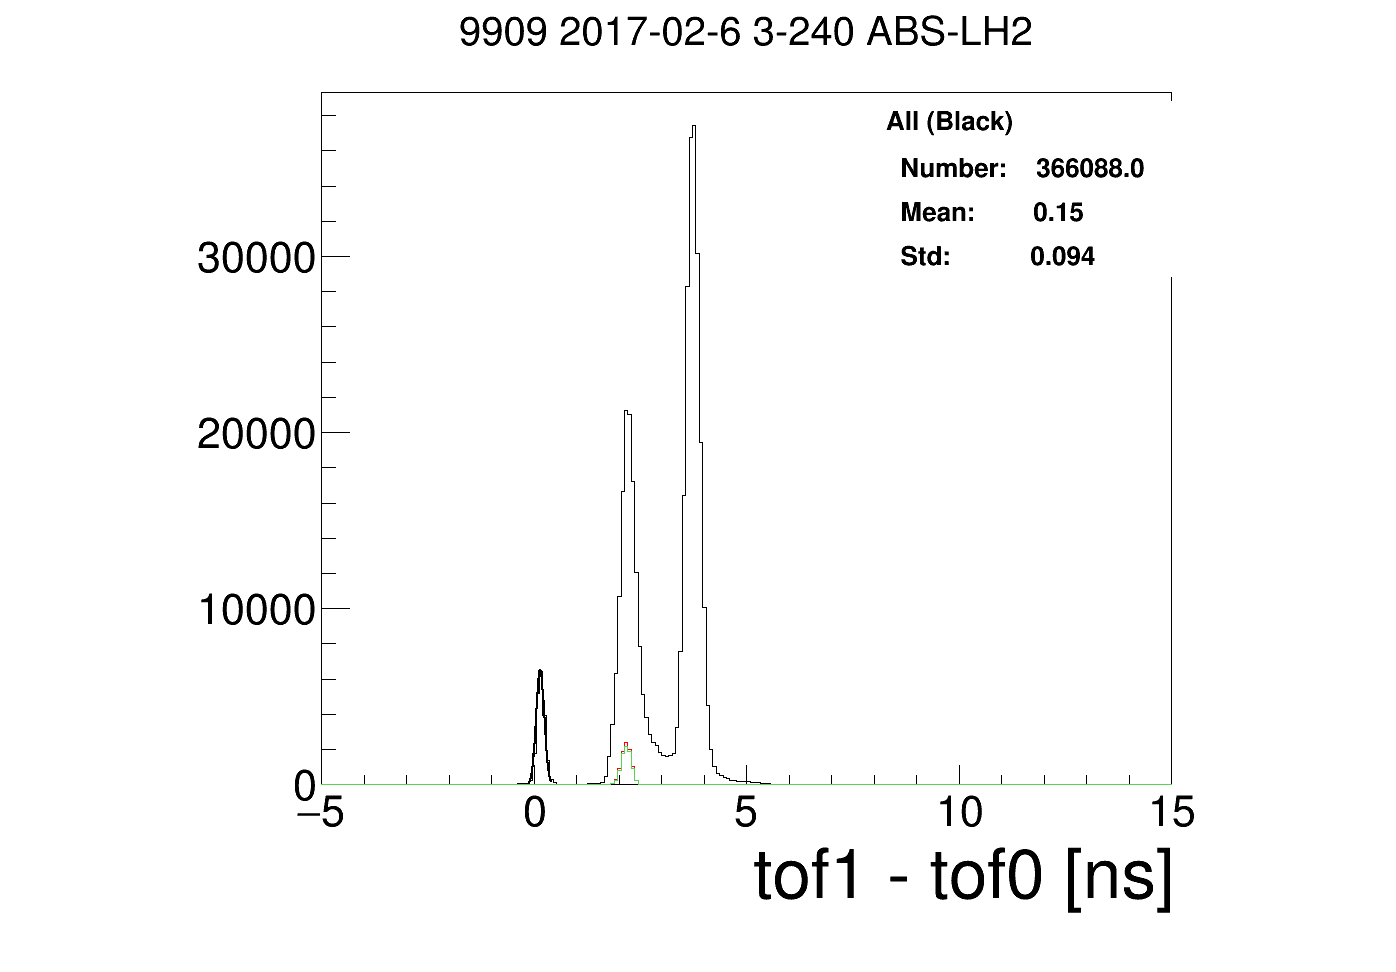 9909 2017-02-6 3-240 ABS-LH2
All (Black)
Number: 366088.0
Mean: 0.15
Std: 0.094
30000
20000
10000
0
−5 0 5 10 15
tof1 - tof0 [ns]